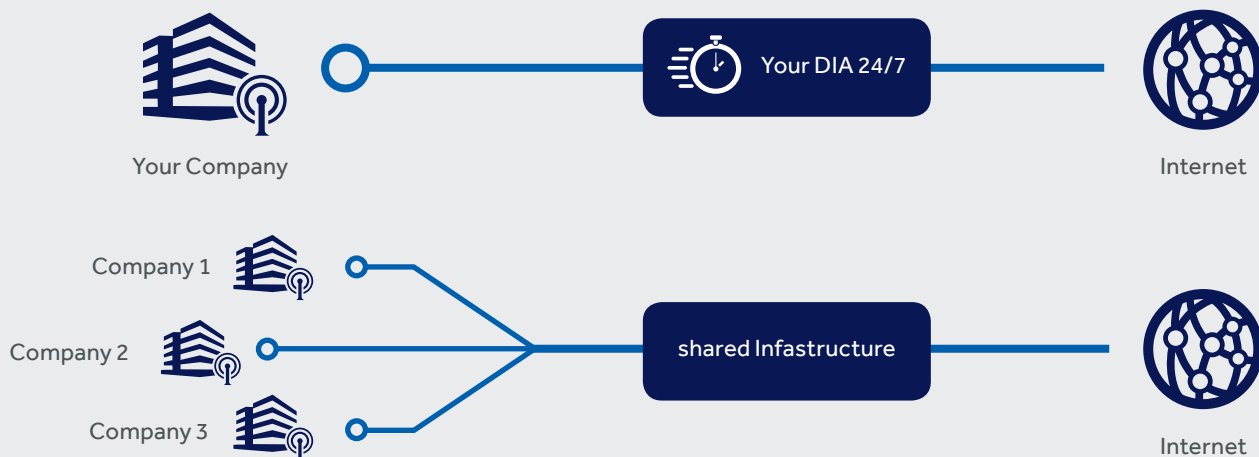 Your DIA 24/7
Your Company
Internet
Company 1
Company 2
shared Infastructure
Company 3
Internet